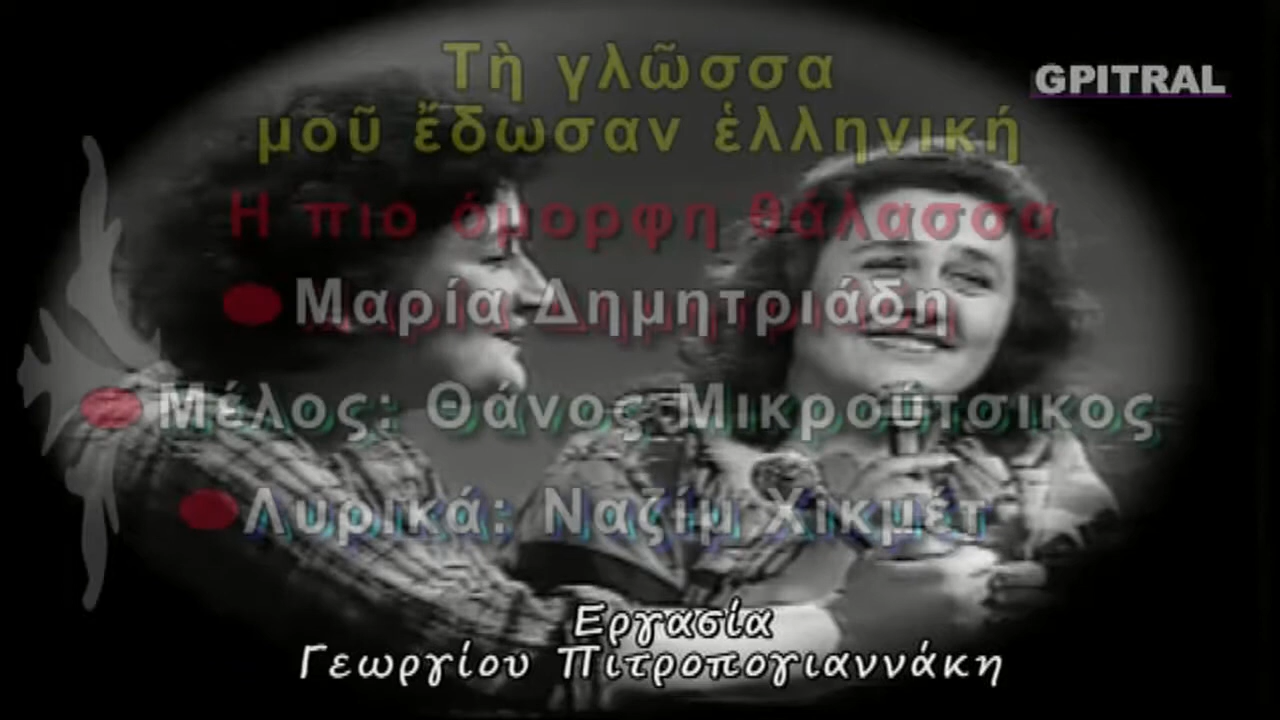 Τὴ γλῶσσα
GPITRAL
μοῦ ἔδωσαν ἑλληνική
Η πιο όμορφη θάλασσα
Μαρία Δημητριάδη
Μέλος: Θάνος Μικρούτσικος
Λυρικά: Ναζίμ Χικμέτ
Εργασία
Γεωργίου Πιτροπογιαννάκη